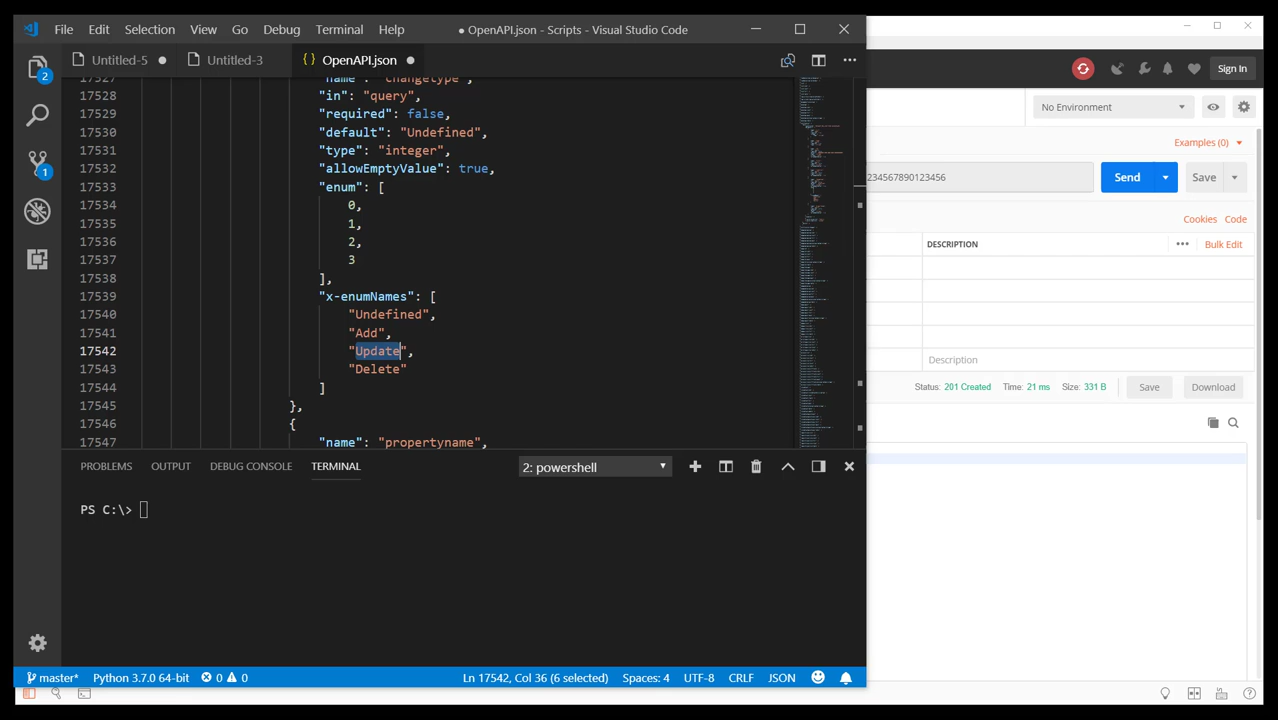 File Edit Selection View Go Debug Terminal Help
● OpenAPI.json - Scripts - Visual Studio Code
2
Untitled-5
Untitled-3
{ } OpenAPI.json
17527 "name": "changetype",
17528 "in": "query",
17529 "required": false,
17530 "default": "Undefined",
17531 "type": "integer",
17532 "allowEmptyValue": true,
17533 "enum": [
17534 0,
17535 1,
17536 2,
17537 3
17538 ],
17539 "x-enumNames": [
17540 "Undefined",
17541 "Add",
17542 "Update",
17543 "Delete"
17544 ]
17545 },
17546 {
17547 "name": "propertyname",
1
PROBLEMS OUTPUT DEBUG CONSOLE TERMINAL
2: powershell
PS C:\>
master* Python 3.7.0 64-bit 0 0
Ln 17542, Col 36 (6 selected) Spaces: 4 UTF-8 CRLF JSON
Sign In
No Environment
Examples (0)
234567890123456
Send
Save
Cookies Code
DESCRIPTION
Bulk Edit
Description
Status: 201 Created Time: 21 ms Size: 331 B
Save
Download